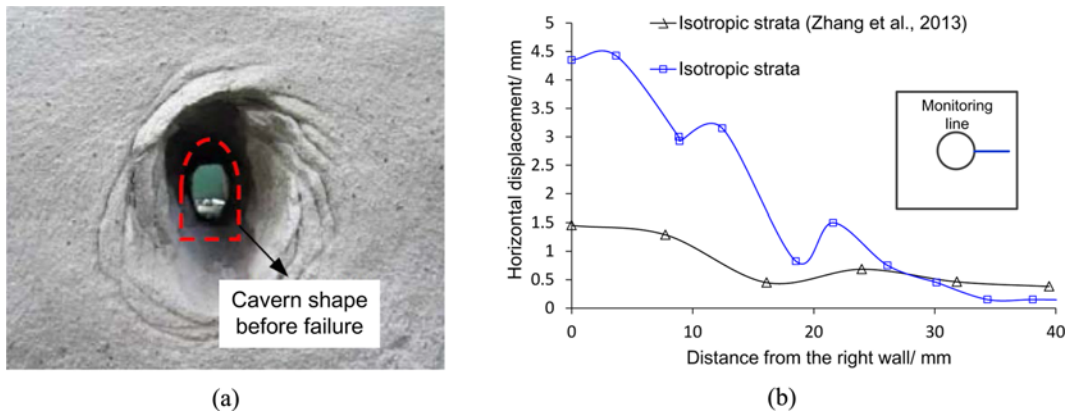 Cavern shape
before failure
(a)
Horizontal displacement/ mm
5
4.5
4
3.5
3
2.5
2
1.5
1
0.5
0
0
10
20
30
40
Distance from the right wall/ mm
Isotropic strata (Zhang et al., 2013)
Isotropic strata
Monitoring
line
(b)